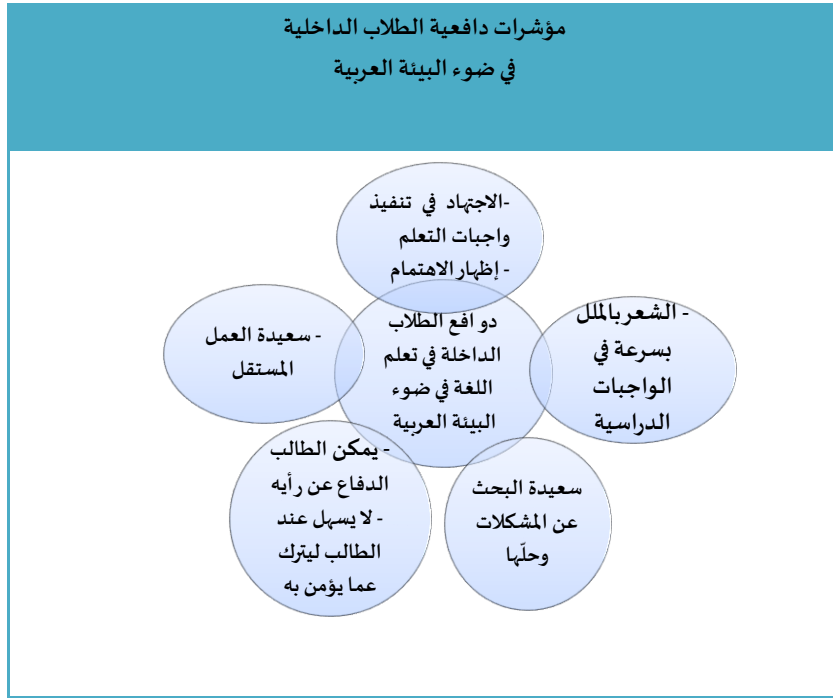 مؤشرات دافعية الطلاب الداخلية
في ضوء البيئة العربية
-الاجتهاد في تنفيذ
واجبات التعلم
- إظهار الاهتمام
- الشعر بالملل
بسرعة في
الواجبات
الدراسية
سعيدة البحث
عن المشكلات
وحلّها
- يمكن الطالب
الدفاع عن رأيه
- لا يسهل عند
الطالب ليترك
عما يؤمن به
- سعيدة العمل
المستقل
دوافع الطلاب
الداخلة في تعلم
اللغة في ضوء
البيئة العربية